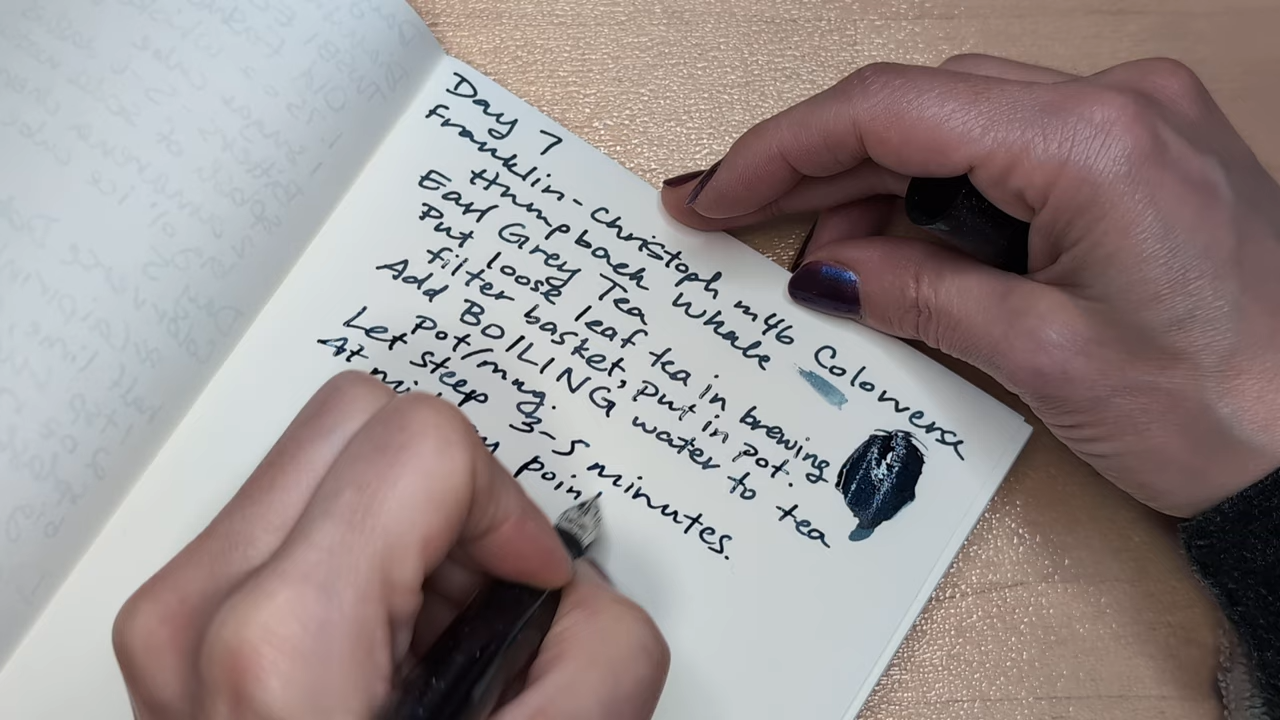 Day 7
Franklin-Christoph m46 Colorverse
Humpback Whale
Earl Grey Tea
Put loose leaf tea in brewing
filter basket, put in pot.
Add BOILING water to tea
pot/mug.
Let steep 3-5 minutes.
At point